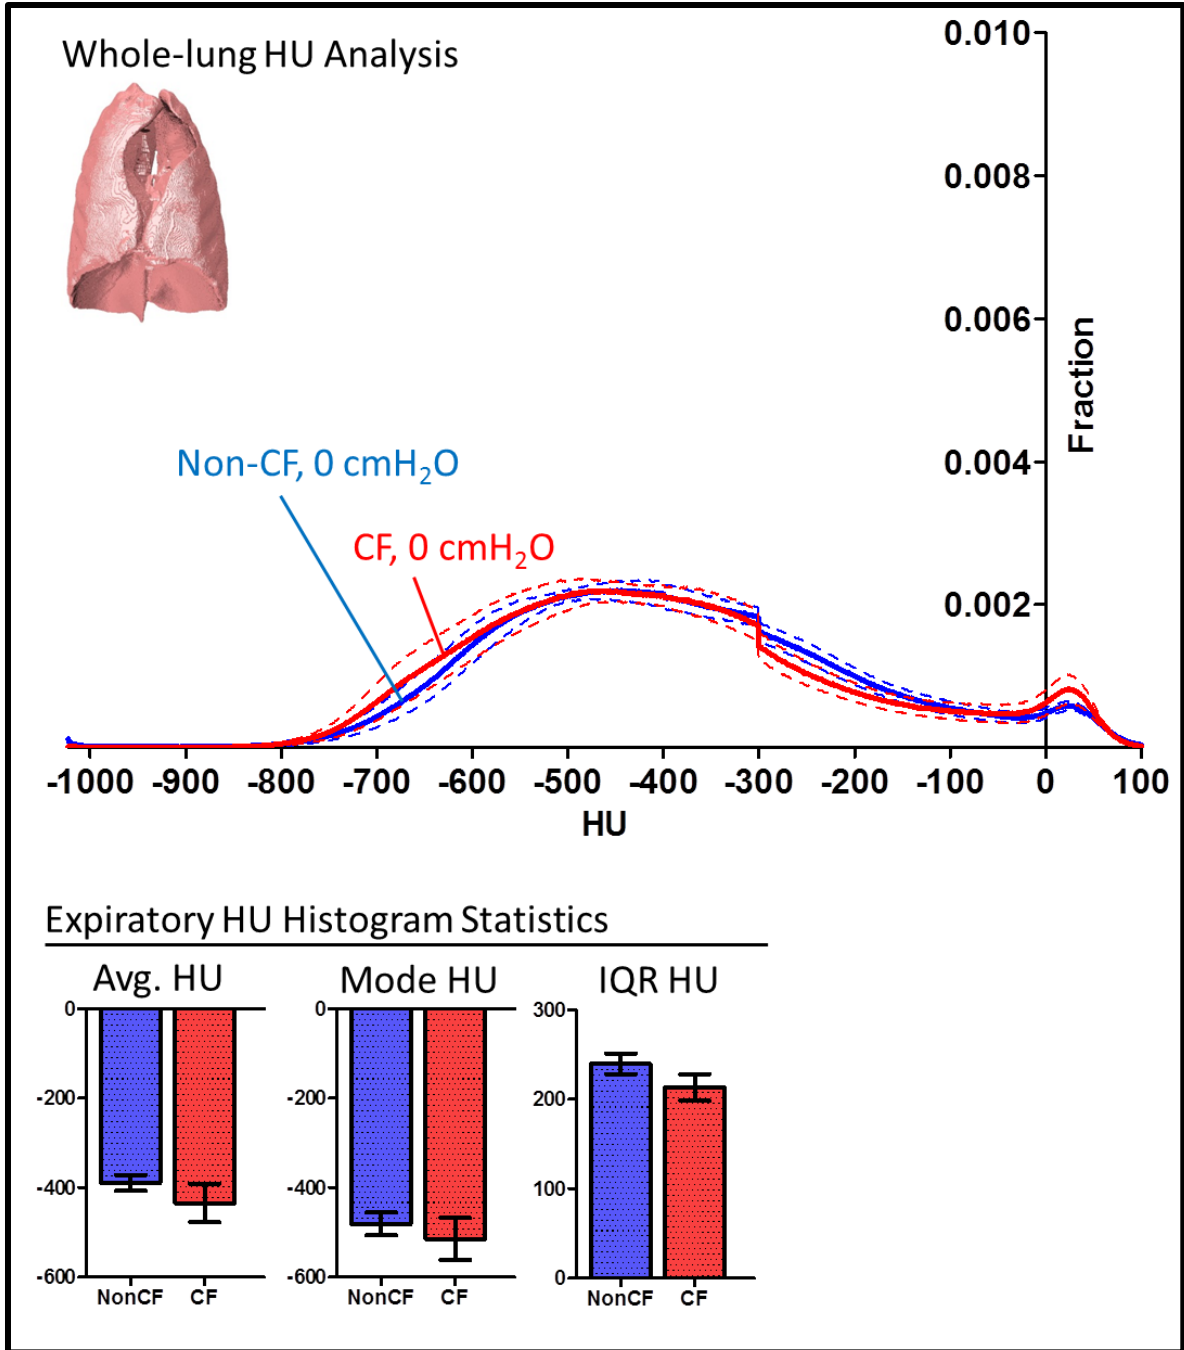 Whole-lung HU Analysis
0.010
0.008
0.006
0.004
0.002
Fraction
Non-CF, 0 cmH₂O
CF, 0 cmH₂O
-1000 -900 -800 -700 -600 -500 -400 -300 -200 -100 0 100
HU
Expiratory HU Histogram Statistics
Avg. HU Mode HU IQR HU
0 0 300
-200 -200 200
-400 -400 100
-600 -600 0
NonCF CF NonCF CF NonCF CF